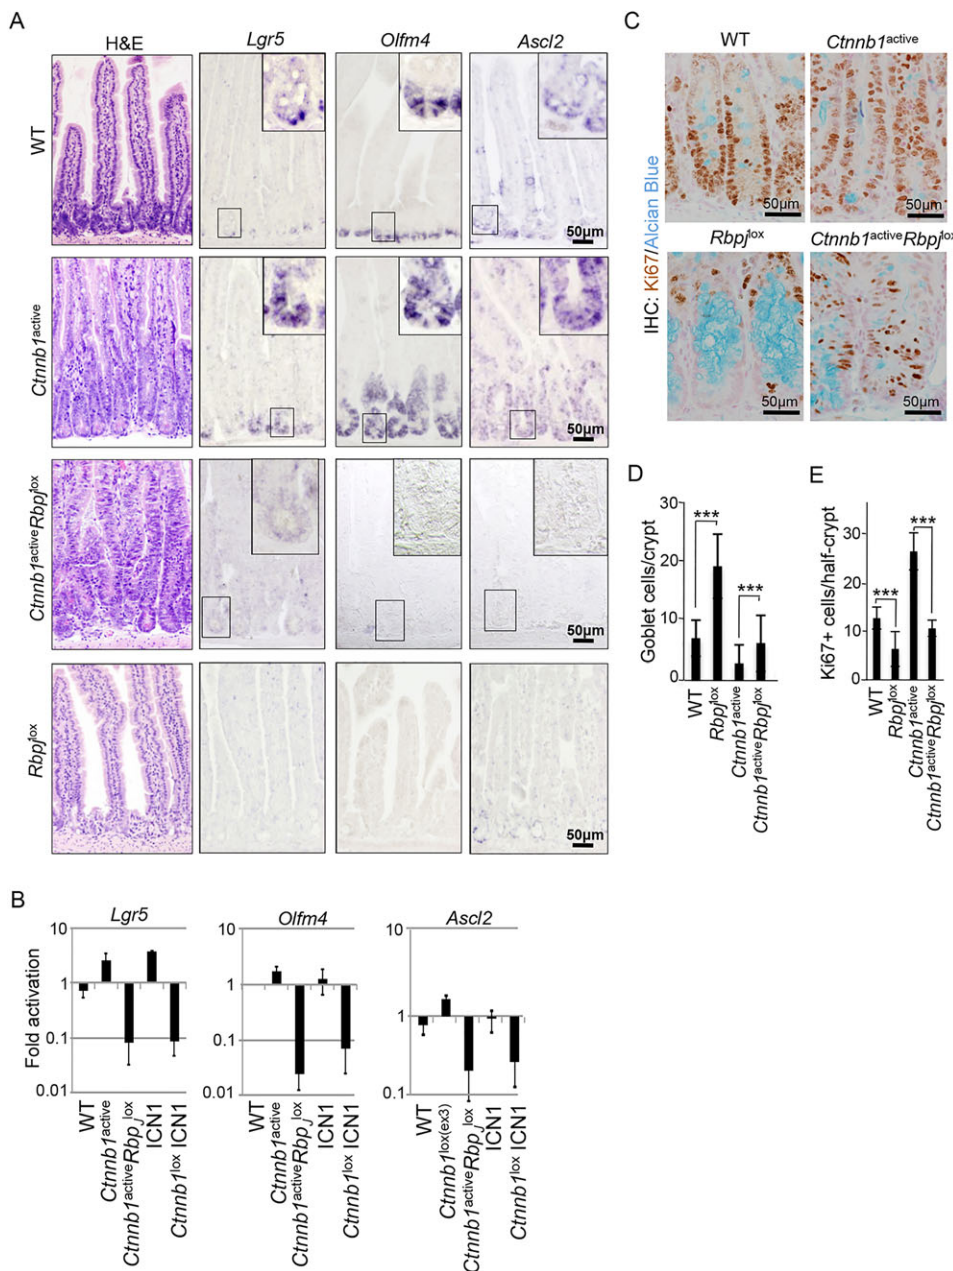 A
H&E
Lgr5
Olfm4
Ascl2
WT
50μm
Ctnnb1active
50μm
Ctnnb1activeRbpjlox
50μm
Rbpjlox
50μm
B
Lgr5
Olfm4
Ascl2
Fold activation
10
1
0.1
0.01
WT
Ctnnb1active
Ctnnb1activeRbpjlox
ICN1
Ctnnb1lox ICN1
10
1
0.1
0.01
WT
Ctnnb1active
Ctnnb1activeRbpjlox
ICN1
Ctnnb1lox ICN1
10
1
0.1
WT
Ctnnb1lox(ex3)
Ctnnb1activeRbpjlox
ICN1
Ctnnb1lox ICN1
C
WT
Ctnnb1active
IHC: Ki67/Alcian Blue
50μm
50μm
Rbpjlox
Ctnnb1activeRbpjlox
50μm
50μm
D
Goblet cells/crypt
30
20
10
0
***
***
WT
Rbpjlox
Ctnnb1active
Ctnnb1activeRbpjlox
E
Ki67+ cells/half-crypt
30
20
10
0
***
***
WT
Rbpjlox
Ctnnb1active
Ctnnb1activeRbpjlox